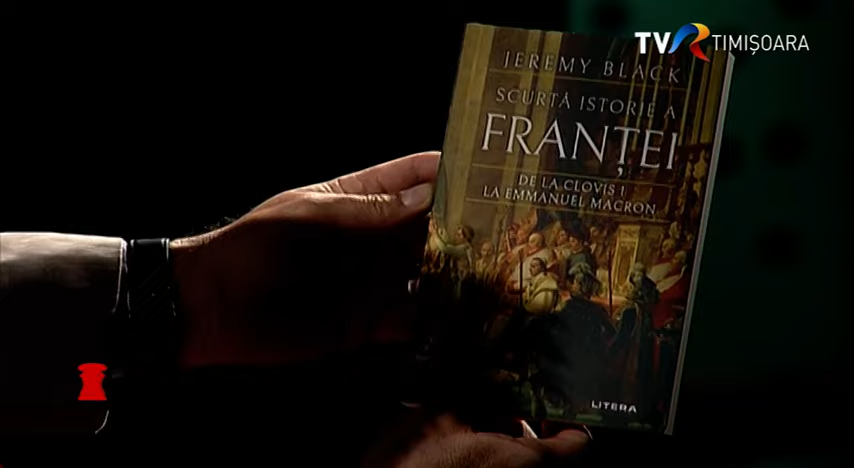 TVR TIMIȘOARA
JEREMY BLACK
SCURTĂ ISTORIE A
FRANȚEI
DE LA CLOVIS I
LA EMMANUEL MACRON
LITERA